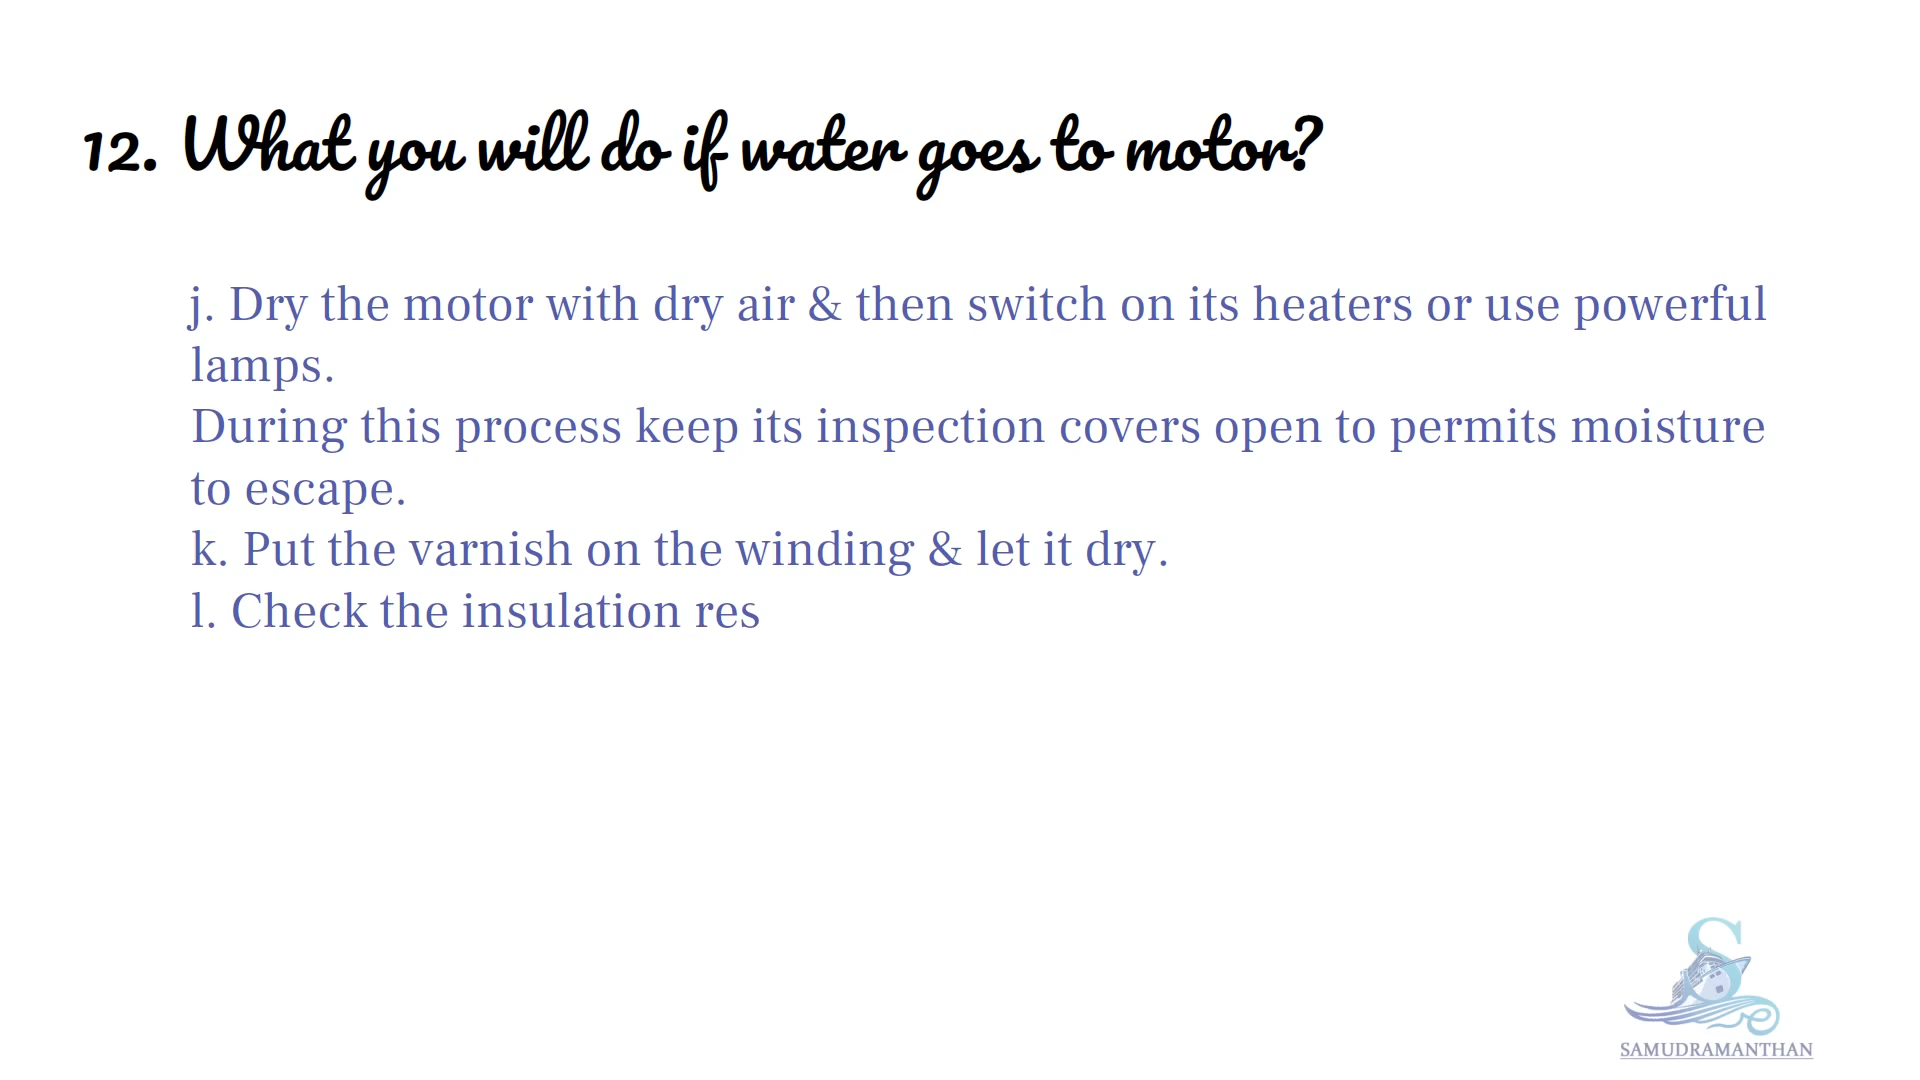 12. What you will do if water goes to motor?
j. Dry the motor with dry air & then switch on its heaters or use powerful
lamps.
During this process keep its inspection covers open to permits moisture
to escape.
k. Put the varnish on the winding & let it dry.
l. Check the insulation res
S
SAMUDRAMANTHAN